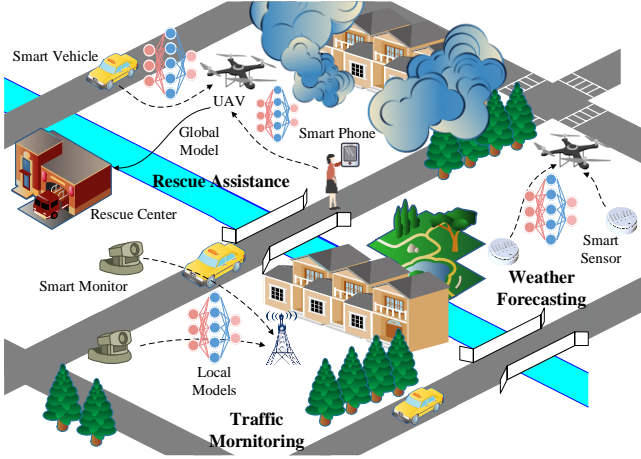 Smart Vehicle
UAV
Global
Model
Smart Phone
Rescue Assistance
Rescue Center
Smart
Sensor
Smart Monitor
Weather
Forecasting
Local
Models
Traffic
Mornitoring